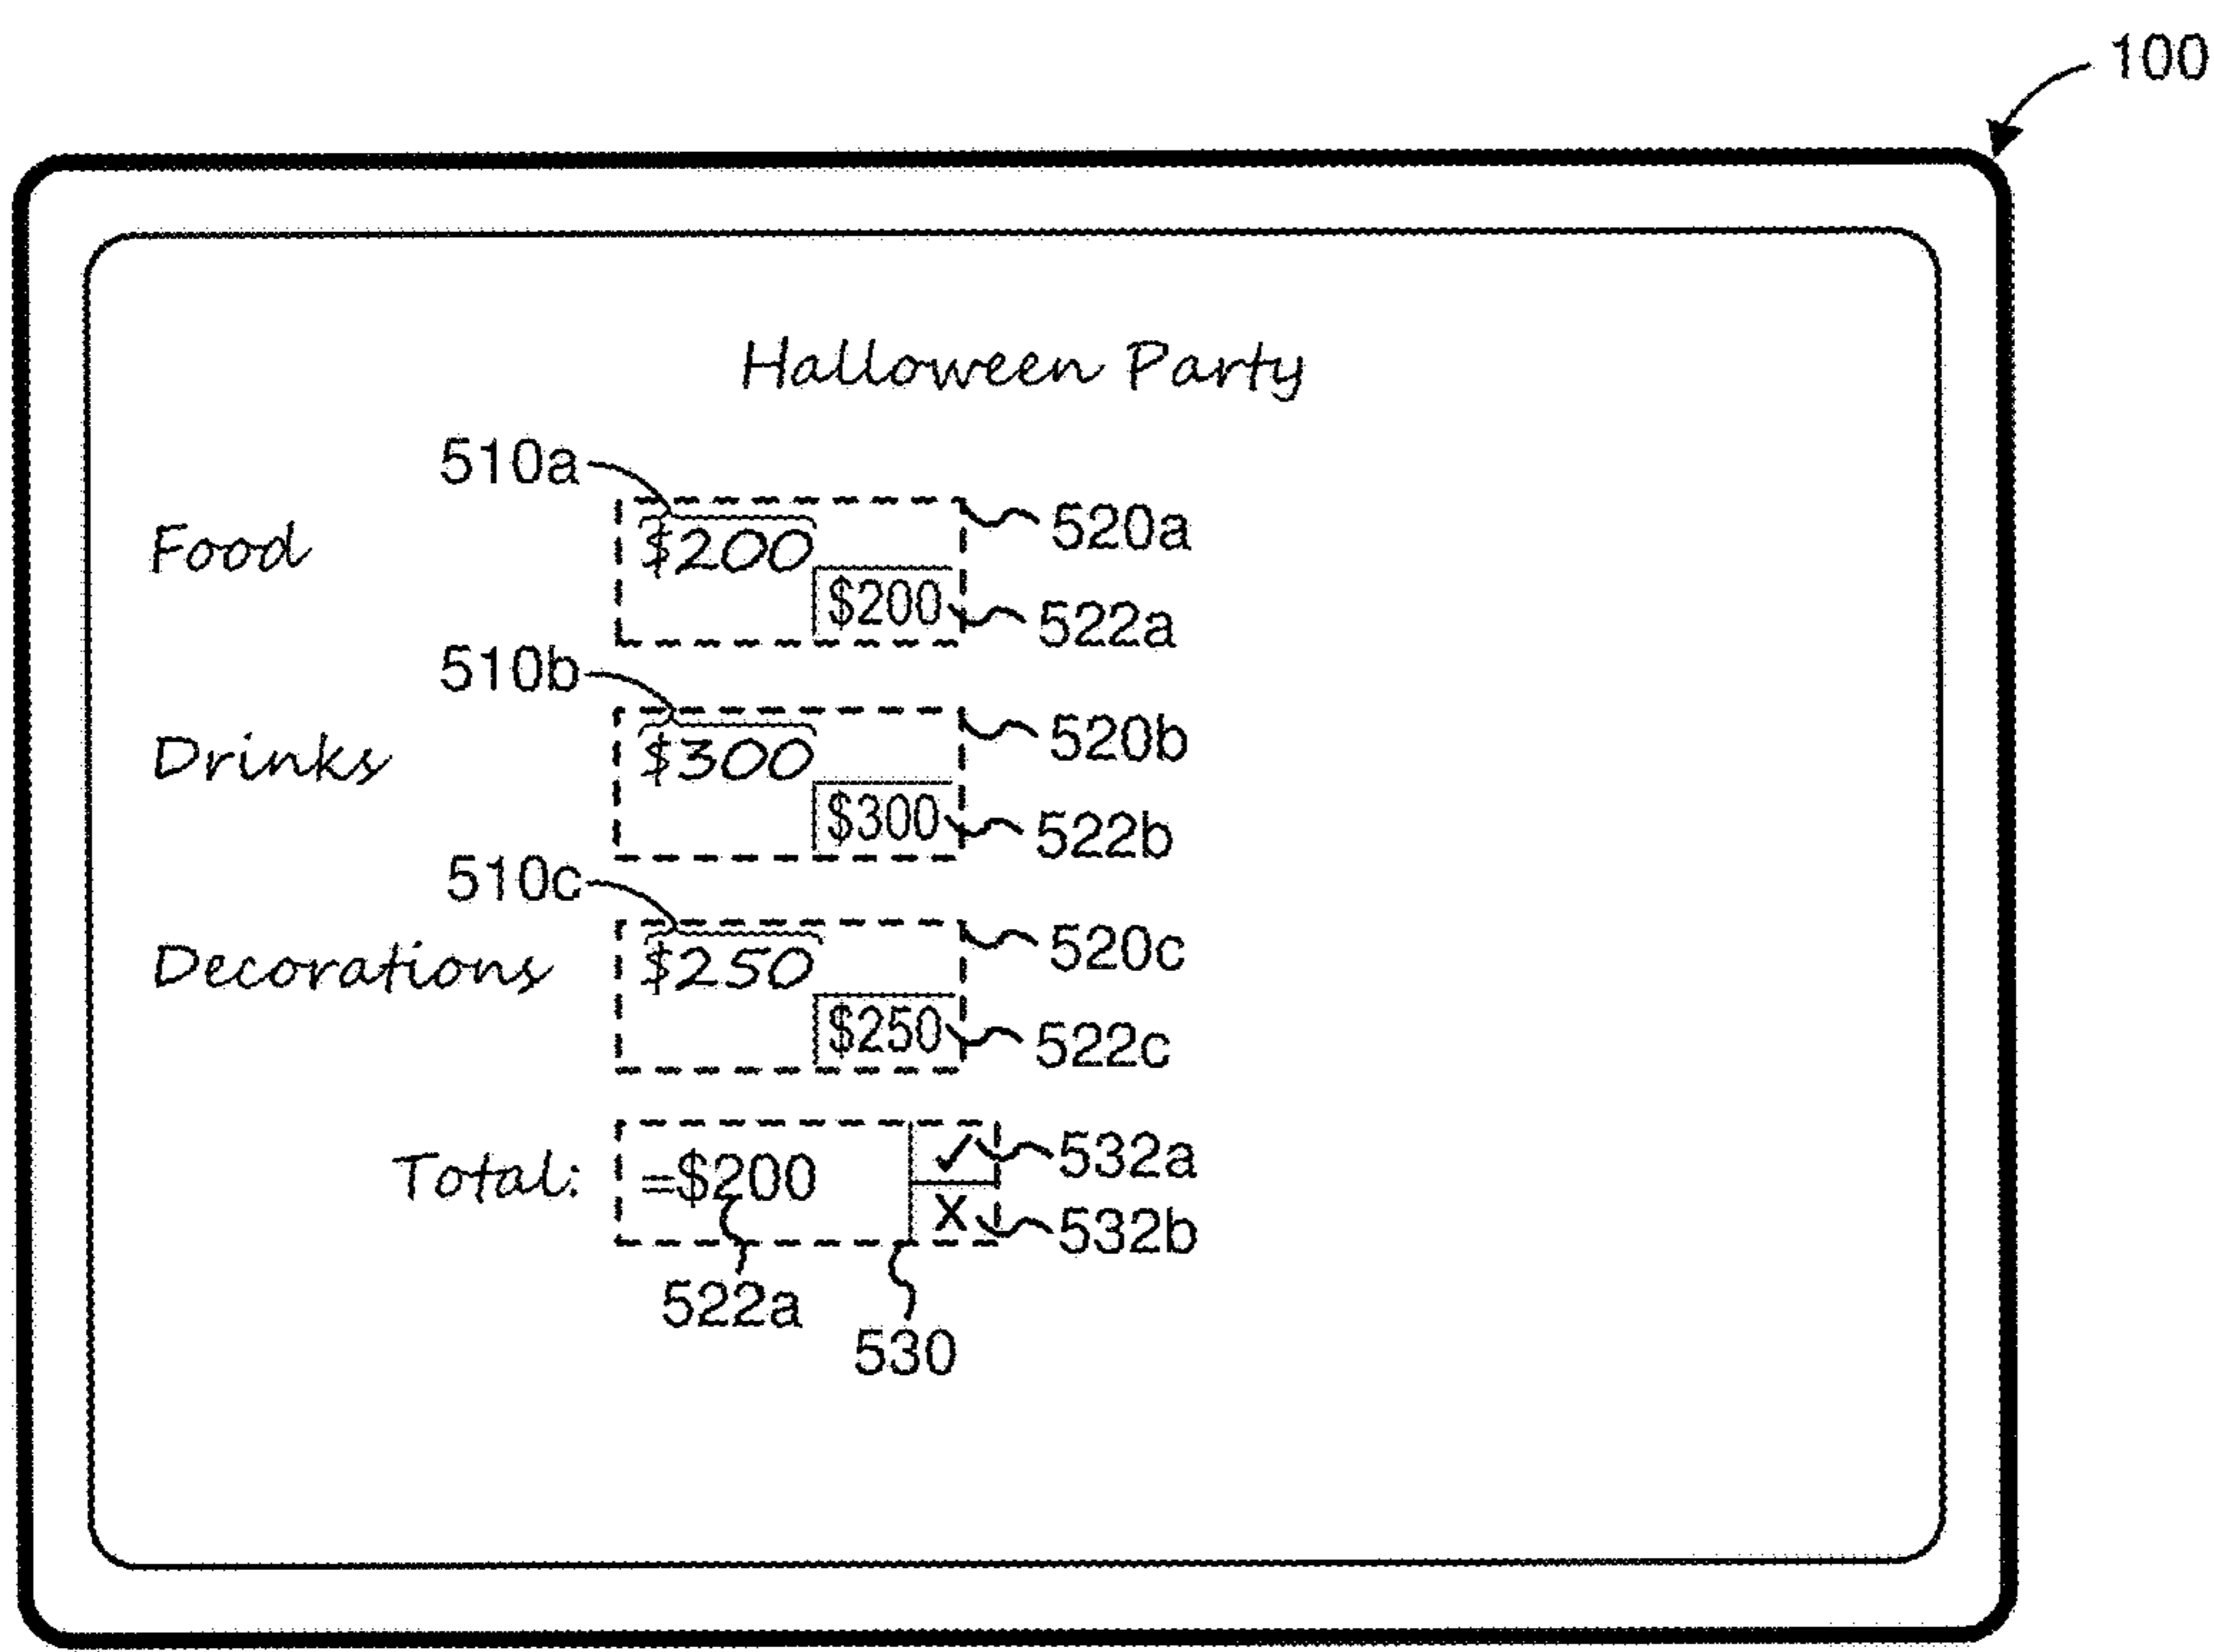 100
Halloween Party
510a
Food $200 520a
$200 522a
510b
Drinks $300 520b
$300 522b
510c
Decorations $250 520c
$250 522c
Total: =$200 ✓ 532a
X 532b
522a
530